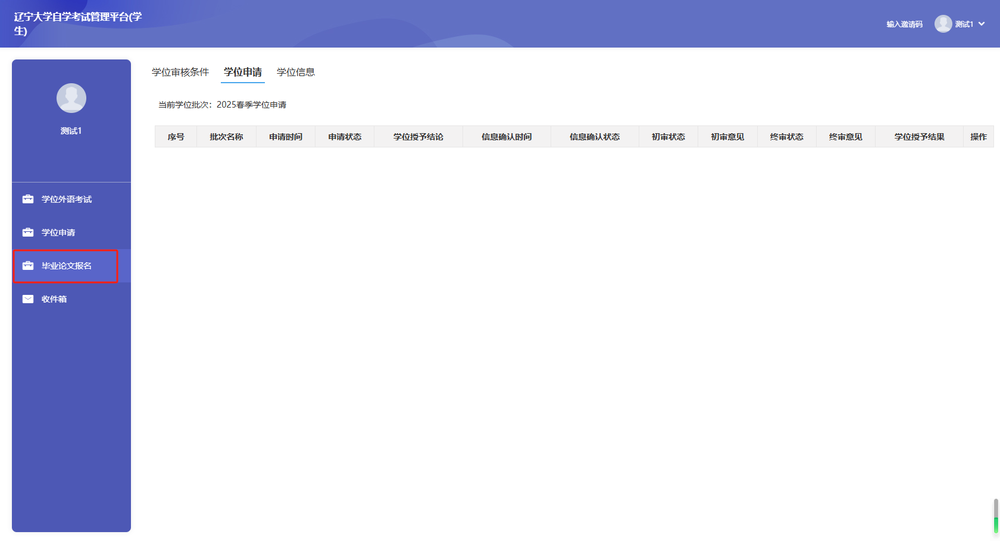 辽宁大学自学考试管理平台(学
生)
输入邀请码
测试1
测试1
学位外语考试
学位申请
毕业论文报名
收件箱
学位审核条件 学位申请 学位信息
当前学位批次：2025春季学位申请
序号 批次名称 申请时间 申请状态 学位授予结论 信息确认时间 信息确认状态 初审状态 初审意见 终审状态 终审意见 学位授予结果 操作